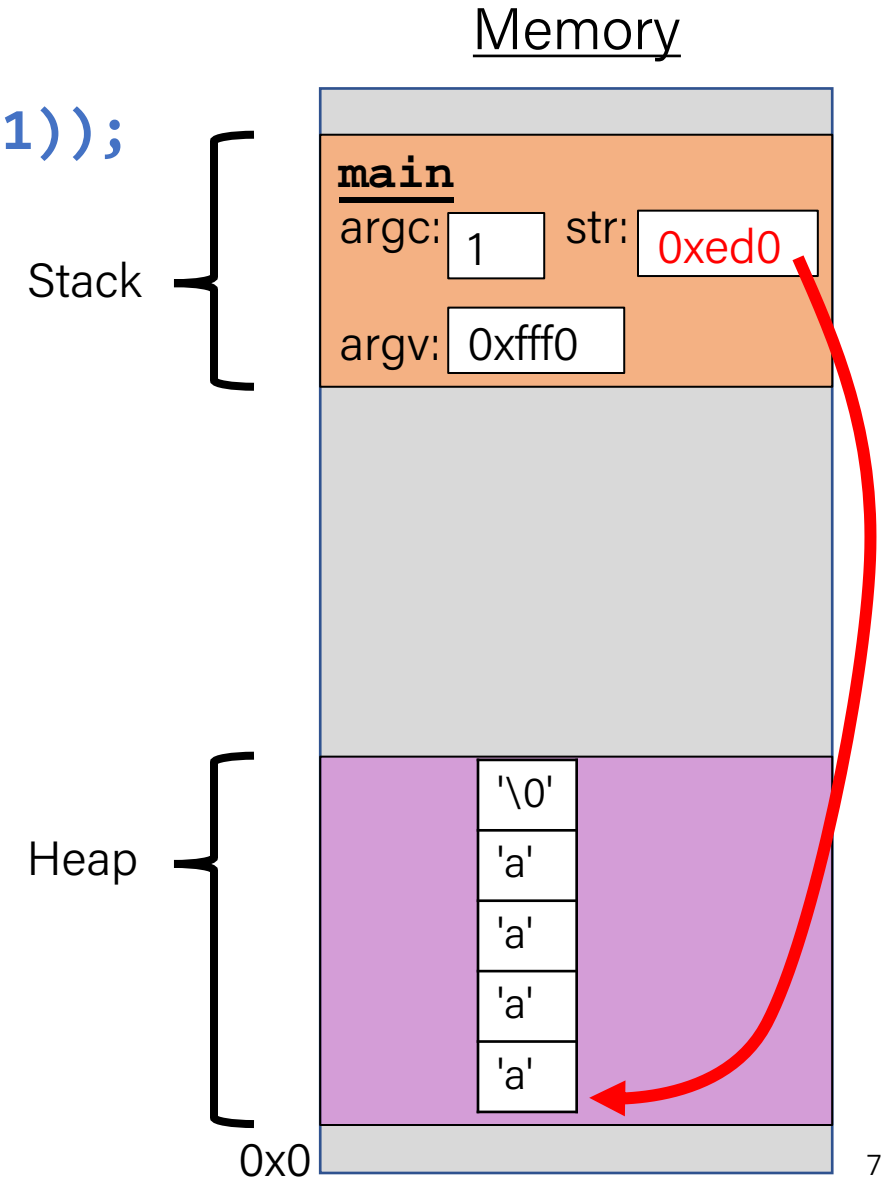 Memory
1));
main
argc: 1 str: 0xed0
Stack
argv: 0xfff0
'\0'
'a'
Heap
'a'
'a'
'a'
0x0
7